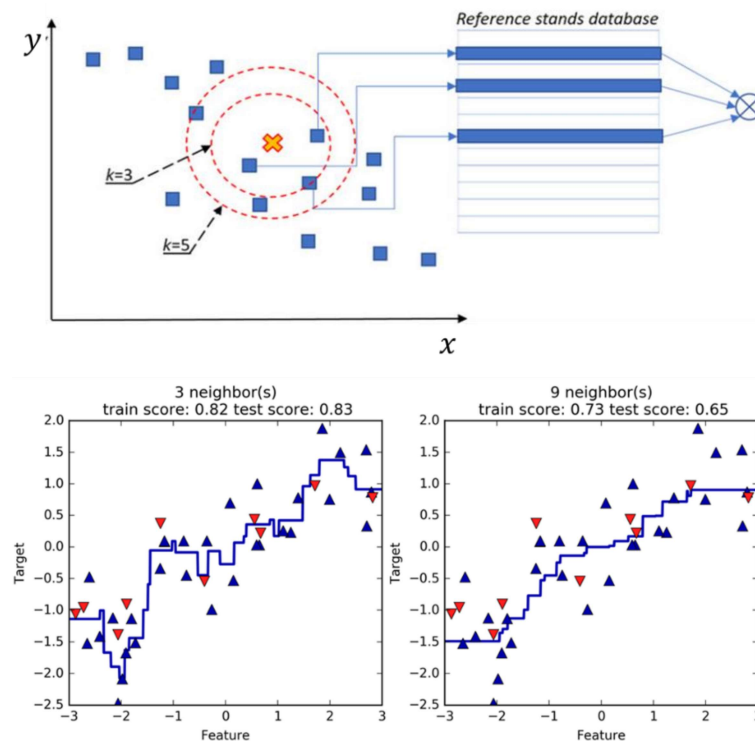 Reference stands database
y'
k=3
k=5
x
3 neighbor(s)
train score: 0.82 test score: 0.83
2.0
1.5
1.0
0.5
0.0
−0.5
−1.0
−1.5
−2.0
−2.5
Target
−3
−2
−1
0
1
2
3
Feature
9 neighbor(s)
train score: 0.73 test score: 0.65
2.0
1.5
1.0
0.5
0.0
−0.5
−1.0
−1.5
−2.0
−2.5
Target
−3
−2
−1
0
1
2
Feature